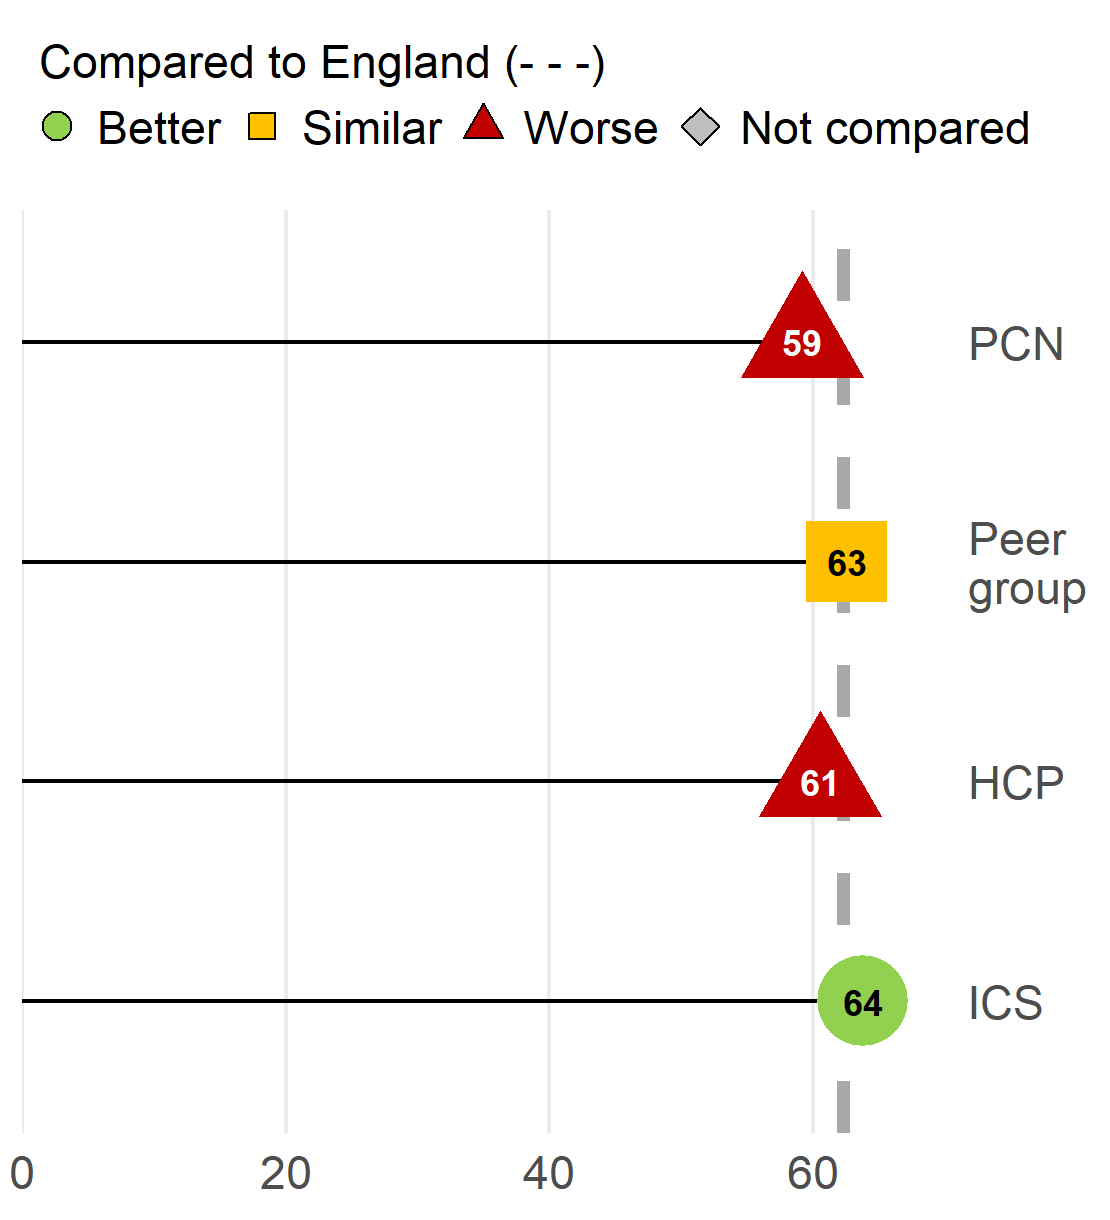 Compared to England (- - -)
Better Similar Worse Not compared
59 PCN
63 Peer
group
61 HCP
64 ICS
0 20 40 60